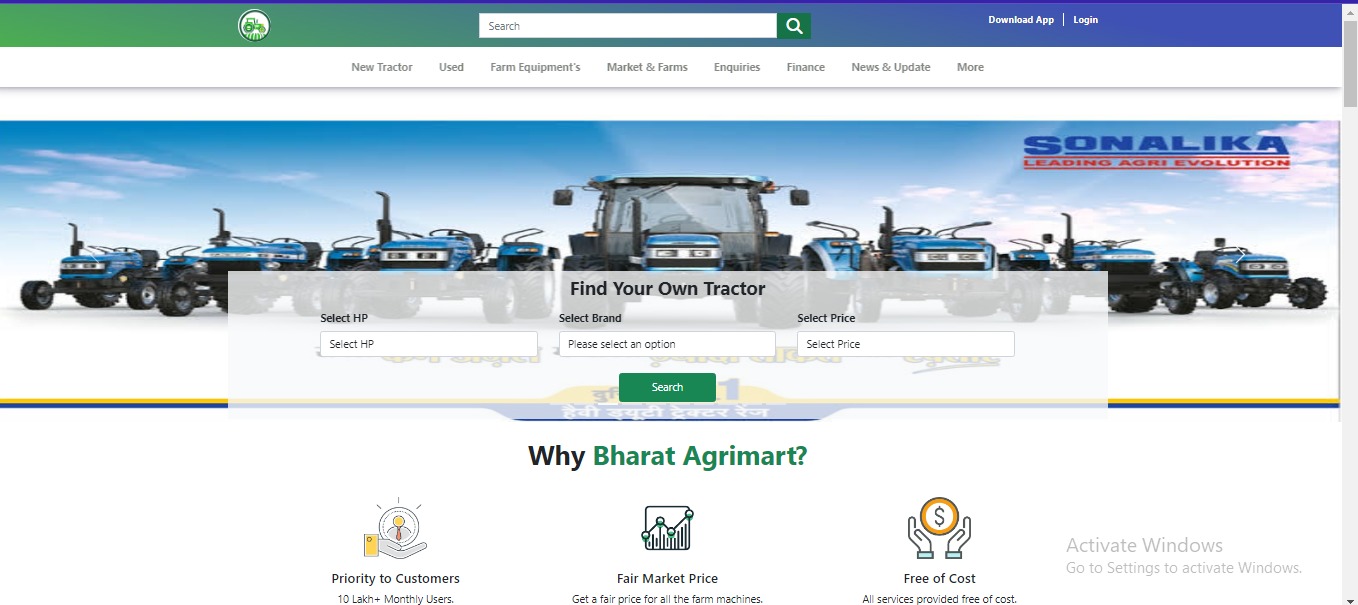 Search
Download App
Login
New Tractor Used Farm Equipment's Market & Farms Enquiries Finance News & Update More
SONALIKA
LEADING AGRI EVOLUTION
Find Your Own Tractor
Select HP Select Brand Select Price
Select HP Please select an option Select Price
Search
1
हैवी ड्यूटी ट्रैक्टर रेंज
Why Bharat Agrimart?
Priority to Customers Fair Market Price Free of Cost
10 Lakh+ Monthly Users. Get a fair price for all the farm machines. All services provided free of cost.
Activate Windows
Go to Settings to activate Windows.